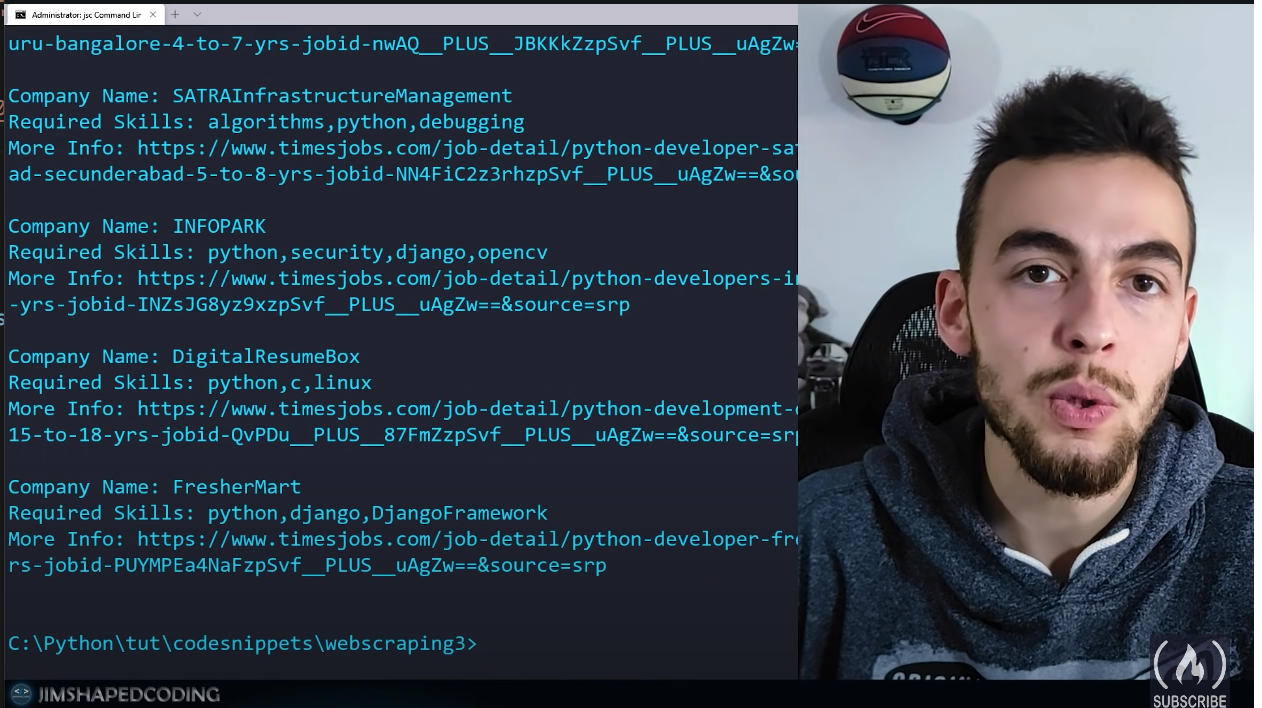 Administrator: jsc Command Lir
uru-bangalore-4-to-7-yrs-jobid-nwAQ__PLUS__JBKKkZzpSvf__PLUS__uAgZw=
Company Name: SATRAInfrastructureManagement
Required Skills: algorithms,python,debugging
More Info: https://www.timesjobs.com/job-detail/python-developer-sat
ad-secunderabad-5-to-8-yrs-jobid-NN4FiC2z3rhzpSvf__PLUS__uAgZw==&sou
Company Name: INFOPARK
Required Skills: python,security,django,opencv
More Info: https://www.timesjobs.com/job-detail/python-developers-in
-yrs-jobid-INZsJG8yz9xzpSvf__PLUS__uAgZw==&source=srp
Company Name: DigitalResumeBox
Required Skills: python,c,linux
More Info: https://www.timesjobs.com/job-detail/python-development-
15-to-18-yrs-jobid-QvPDu__PLUS__87FmZzpSvf__PLUS__uAgZw==&source=srp
Company Name: FresherMart
Required Skills: python,django,DjangoFramework
More Info: https://www.timesjobs.com/job-detail/python-developer-fre
rs-jobid-PUYMPEa4NaFzpSvf__PLUS__uAgZw==&source=srp
C:\Python\tut\codesnippets\webscraping3>
JIMSHAPEDCODING
SUBSCRIBE